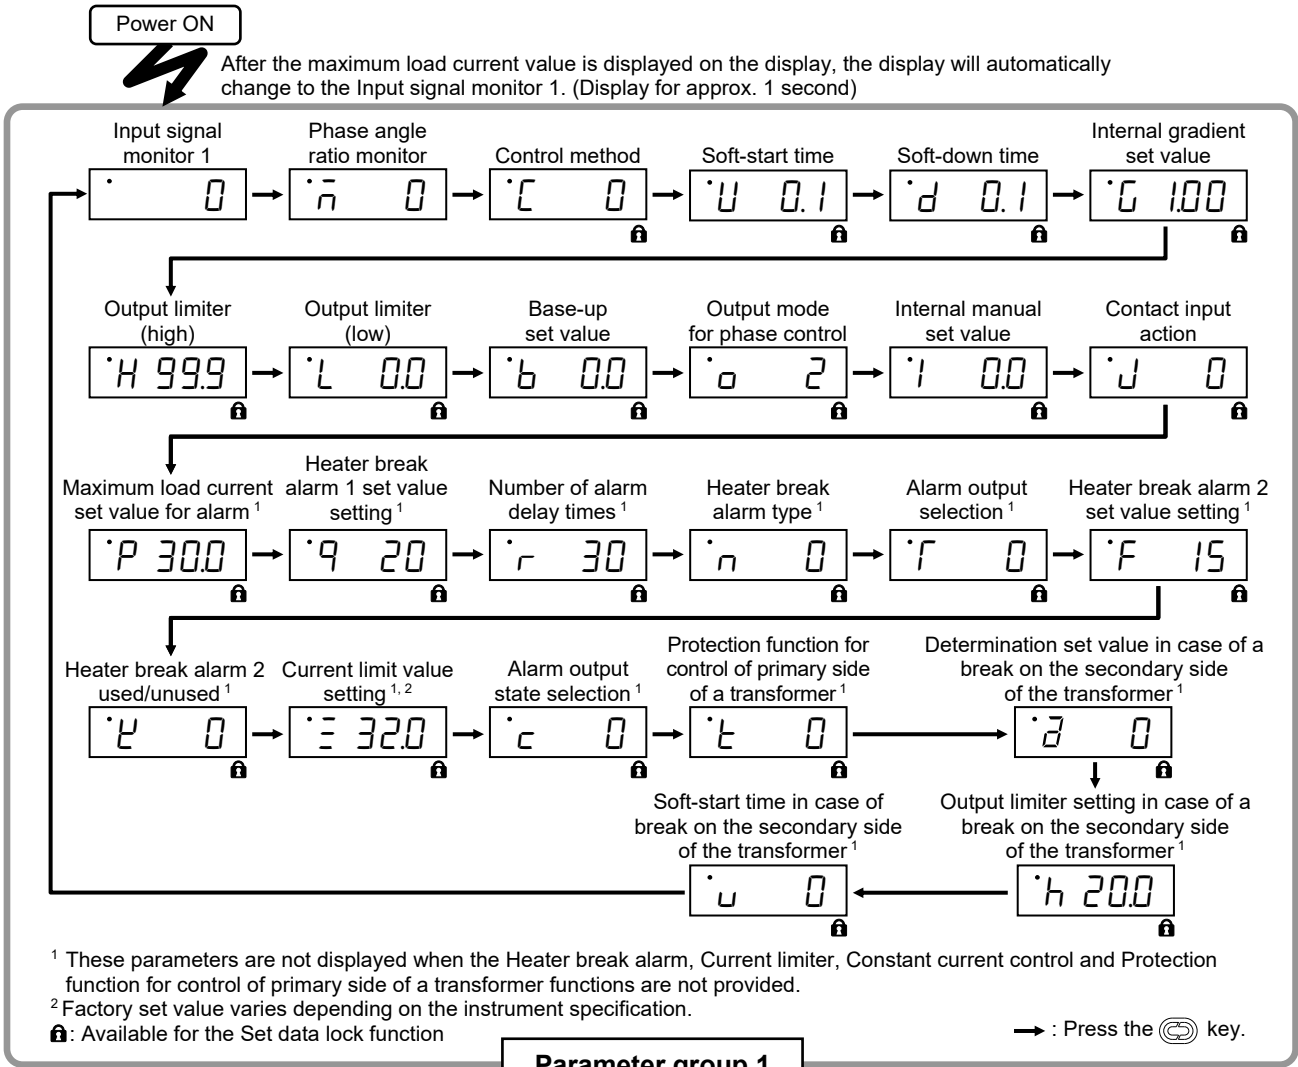 Power ON
After the maximum load current value is displayed on the display, the display will automatically
change to the Input signal monitor 1. (Display for approx. 1 second)
Input signal
monitor 1
0
Phase angle
ratio monitor
n̄ 0
Control method
C 0
Soft-start time
U 0.1
Soft-down time
d 0.1
Internal gradient
set value
G 1.00
Output limiter
(high)
H 99.9
Output limiter
(low)
L 0.0
Base-up
set value
b 0.0
Output mode
for phase control
o 2
Internal manual
set value
I 0.0
Contact input
action
J 0
Maximum load current
set value for alarm 1
P 30.0
Heater break
alarm 1 set value
setting 1
q 20
Number of alarm
delay times 1
r 30
Heater break
alarm type 1
n 0
Alarm output
selection 1
T 0
Heater break alarm 2
set value setting 1
F 15
Heater break alarm 2
used/unused 1
0
Current limit value
setting 1, 2
Ξ 32.0
Alarm output
state selection 1
c 0
Protection function for
control of primary side
of a transformer 1
t 0
Determination set value in case of a
break on the secondary side
of the transformer 1
0
Output limiter setting in case of a
break on the secondary side
of the transformer 1
h 20.0
Soft-start time in case of
break on the secondary side
of the transformer 1
u 0
1 These parameters are not displayed when the Heater break alarm, Current limiter, Constant current control and Protection
function for control of primary side of a transformer functions are not provided.
2 Factory set value varies depending on the instrument specification.
: Available for the Set data lock function
: Press the key.
Parameter group 1